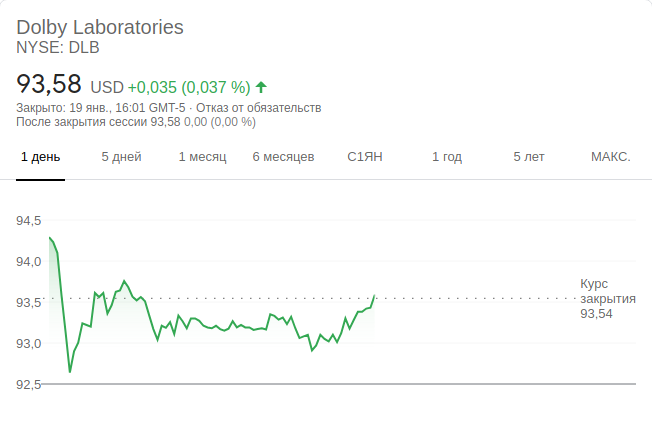 Dolby Laboratories
NYSE: DLB
93,58 USD +0,035 (0,037 %)
Закрыто: 19 янв., 16:01 GMT-5 · Отказ от обязательств
После закрытия сессии 93,58 0,00 (0,00 %)
1 день 5 дней 1 месяц 6 месяцев С1ЯН 1 год 5 лет МАКС.
94,5
94,0
93,5
93,0
92,5
Курс
закрытия
93,54